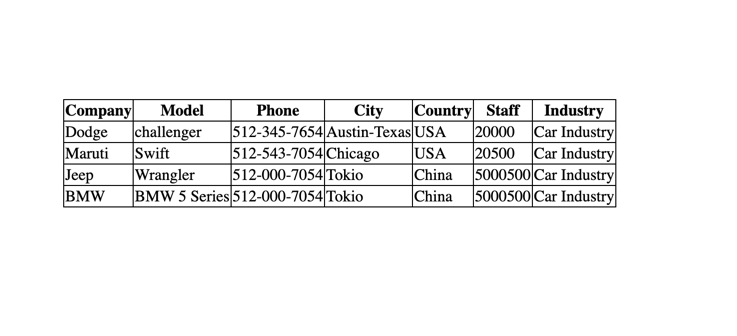 Company Model Phone City Country Staff Industry
Dodge challenger 512-345-7654 Austin-Texas USA 20000 Car Industry
Maruti Swift 512-543-7054 Chicago USA 20500 Car Industry
Jeep Wrangler 512-000-7054 Tokio China 5000500 Car Industry
BMW BMW 5 Series 512-000-7054 Tokio China 5000500 Car Industry